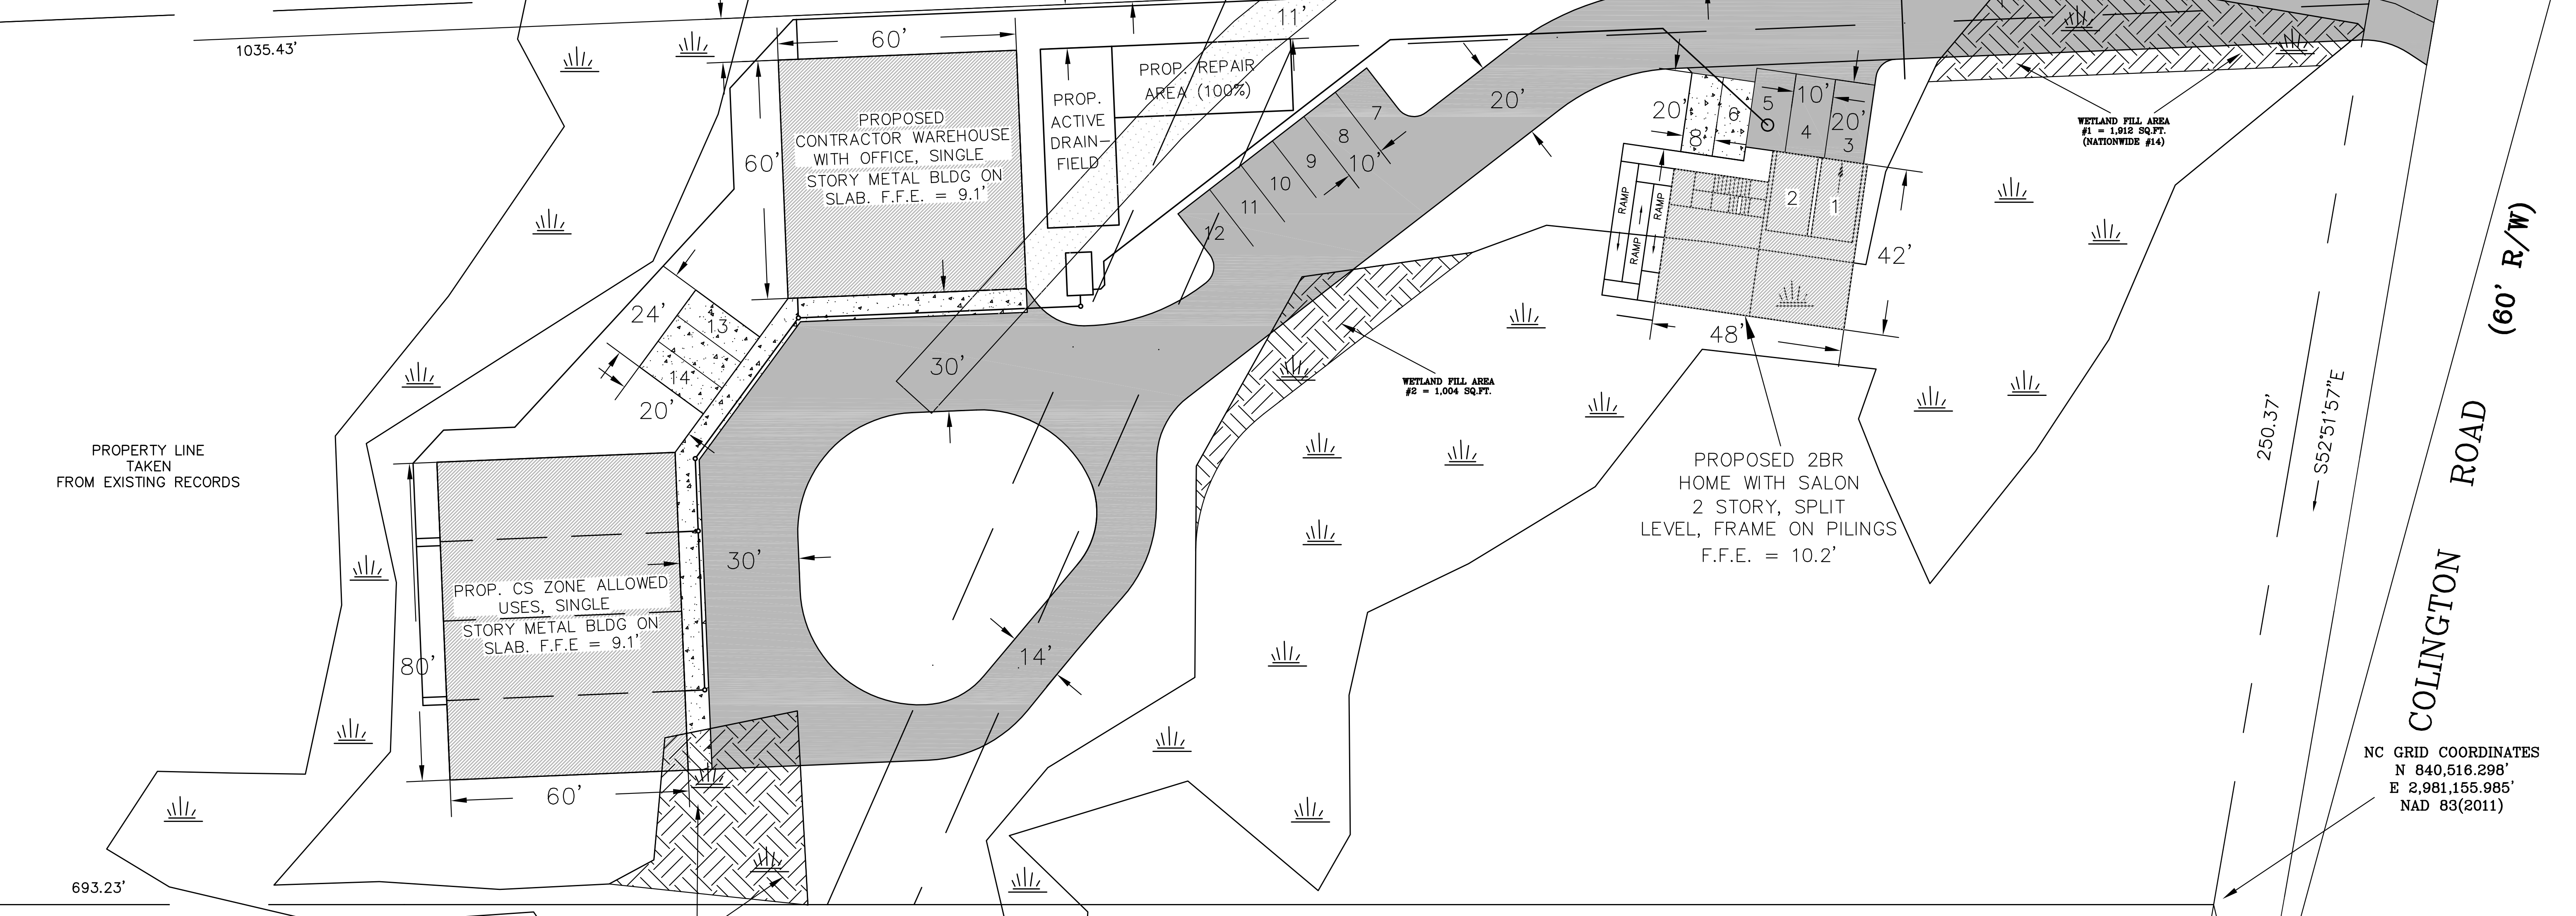 1035.43'
60'
11'
60'
PROPOSED
CONTRACTOR WAREHOUSE
WITH OFFICE, SINGLE
STORY METAL BLDG ON
SLAB. F.F.E. = 9.1'
PROP.
ACTIVE
DRAIN-
FIELD
PROP. REPAIR
AREA (100%)
7
8
9
10
11
12
10'
20'
20'
8'
6
5
10'
4
20'
3
2
1
RAMP
RAMP
RAMP
42'
48'
WETLAND FILL AREA
#1 = 1,912 SQ.FT.
(NATIONWIDE #14)
24'
13
14
20'
30'
WETLAND FILL AREA
#2 = 1,004 SQ.FT.
PROPERTY LINE
TAKEN
FROM EXISTING RECORDS
PROPOSED 2BR
HOME WITH SALON
2 STORY, SPLIT
LEVEL, FRAME ON PILINGS
F.F.E. = 10.2'
30'
PROP. CS ZONE ALLOWED
USES, SINGLE
STORY METAL BLDG ON
SLAB. F.F.E = 9.1'
80'
14'
60'
250.37'
S52°51'57"E
COLINGTON ROAD (60' R/W)
NC GRID COORDINATES
N 840,516.298'
E 2,981,155.985'
NAD 83(2011)
693.23'